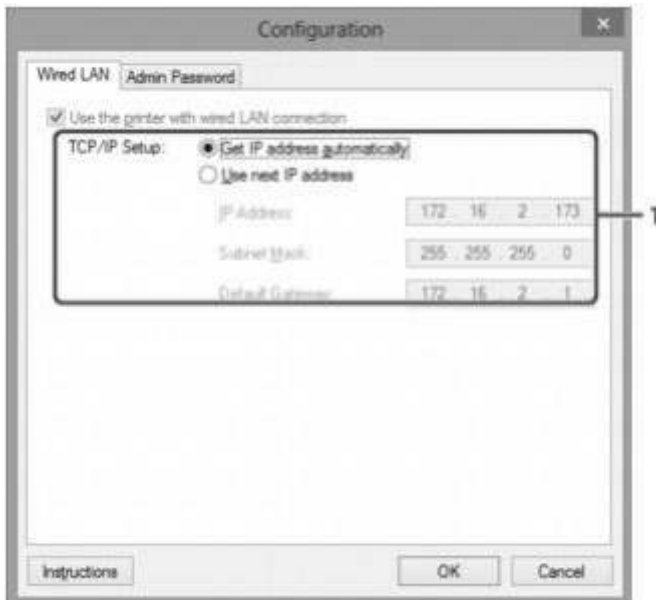 Configuration
Wired LAN Admin Password
Use the printer with wired LAN connection
TCP/IP Setup: Get IP address automatically
Use next IP address
IP Address: 172 . 16 . 2 . 173
1
Subnet Mask: 255 . 255 . 255 . 0
Default Gateway: 172 . 16 . 2 . 1
Instructions OK Cancel